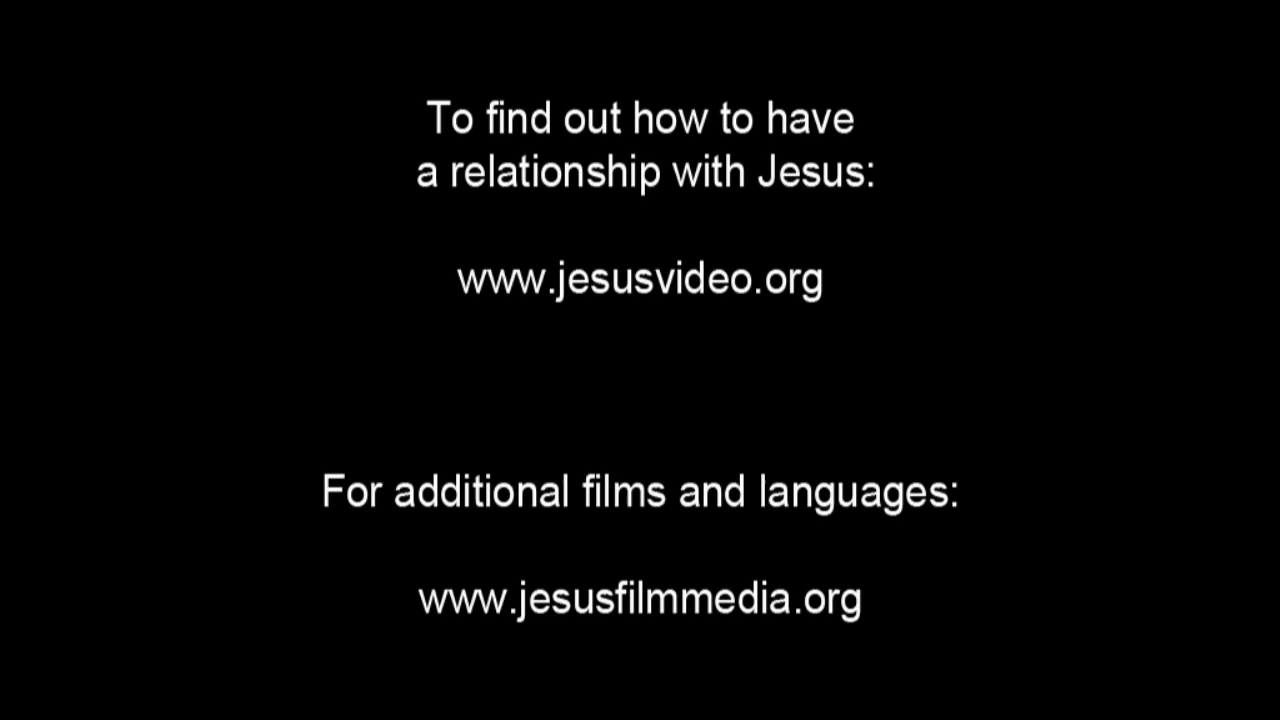 To find out how to have
a relationship with Jesus:
www.jesusvideo.org
For additional films and languages:
www.jesusfilmmedia.org